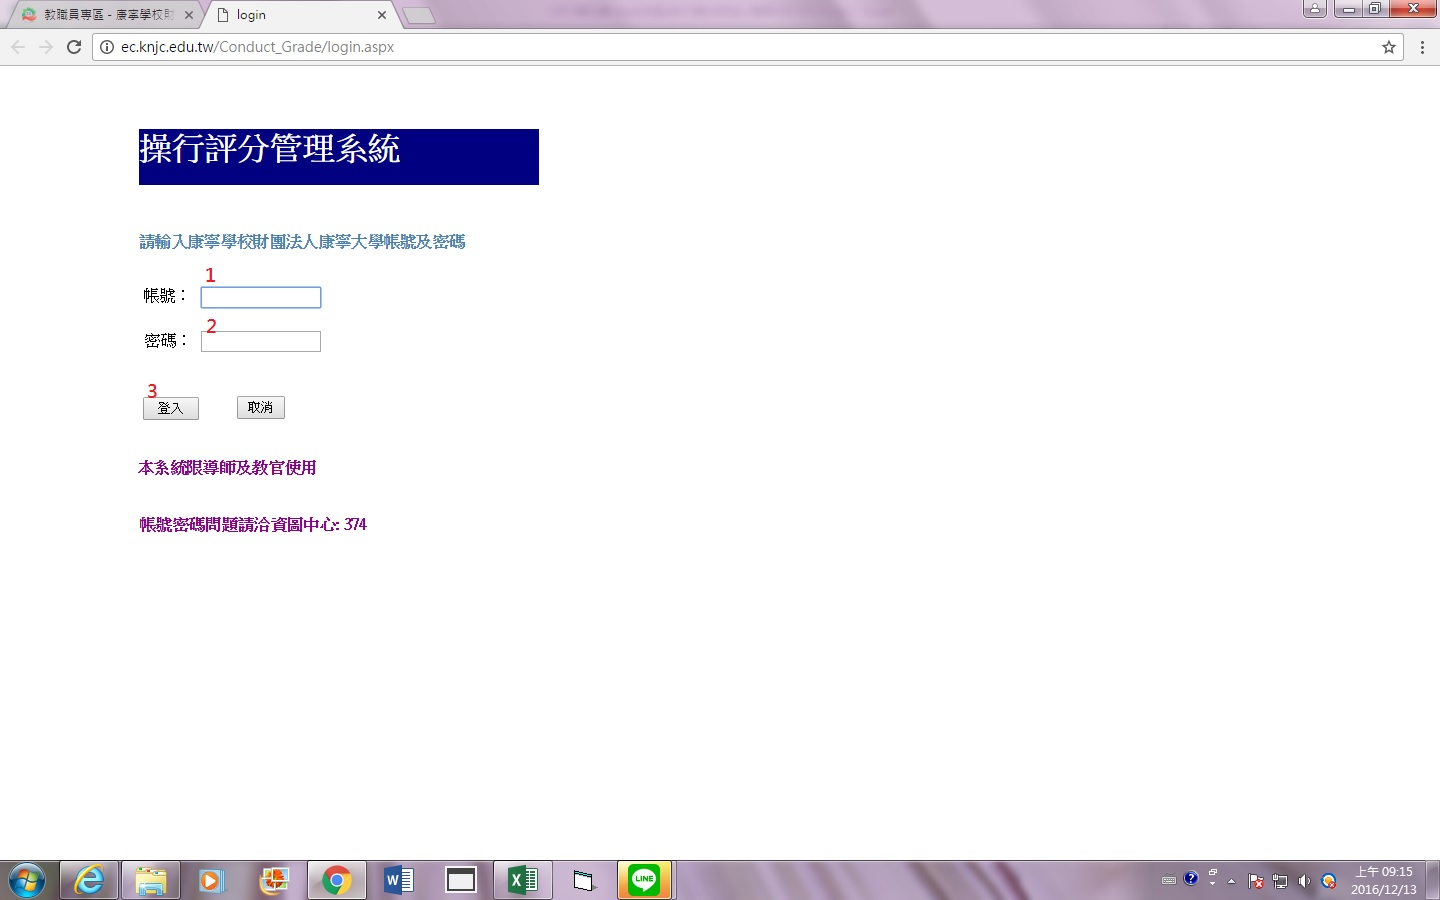 教職員專區 - 康寧學校財
login
ec.knjc.edu.tw/Conduct_Grade/login.aspx
操行評分管理系統
請輸入康寧學校財團法人康寧大學帳號及密碼
1
帳號：
2
密碼：
3
登入
取消
本系統限導師及教官使用
帳號密碼問題請洽資圖中心: 374
LINE
上午 09:15
2016/12/13